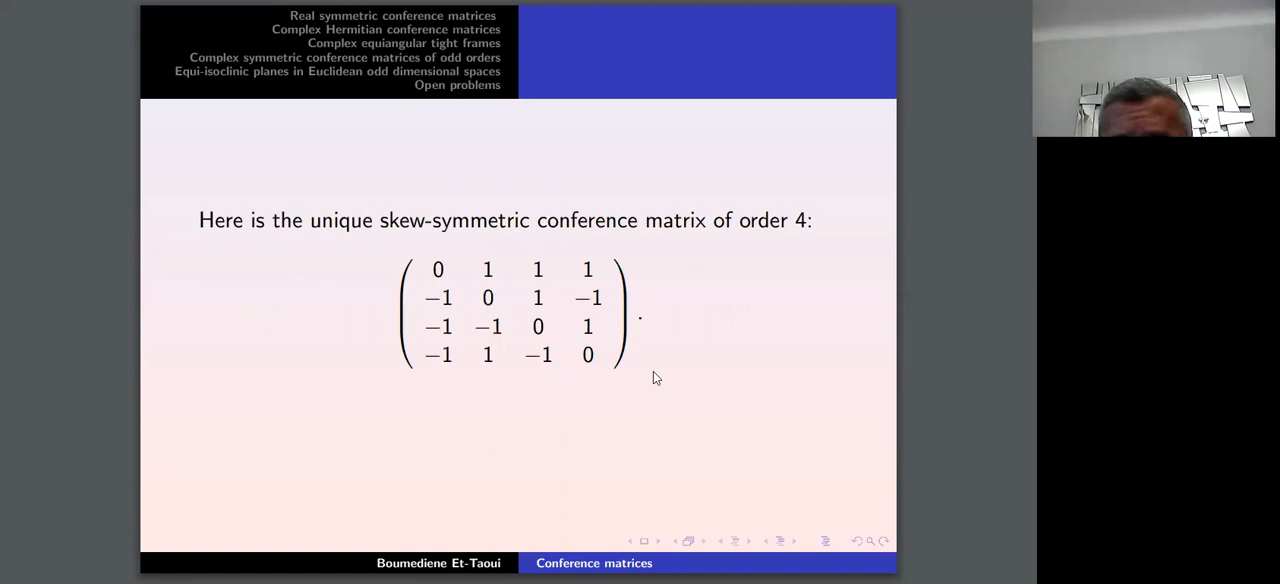 Real symmetric conference matrices
Complex Hermitian conference matrices
Complex equiangular tight frames
Complex symmetric conference matrices of odd orders
Equi-isoclinic planes in Euclidean odd dimensional spaces
Open problems
Here is the unique skew-symmetric conference matrix of order 4:
0 1 1 1
−1 0 1 −1
−1 −1 0 1
−1 1 −1 0
.
Boumediene Et-Taoui
Conference matrices